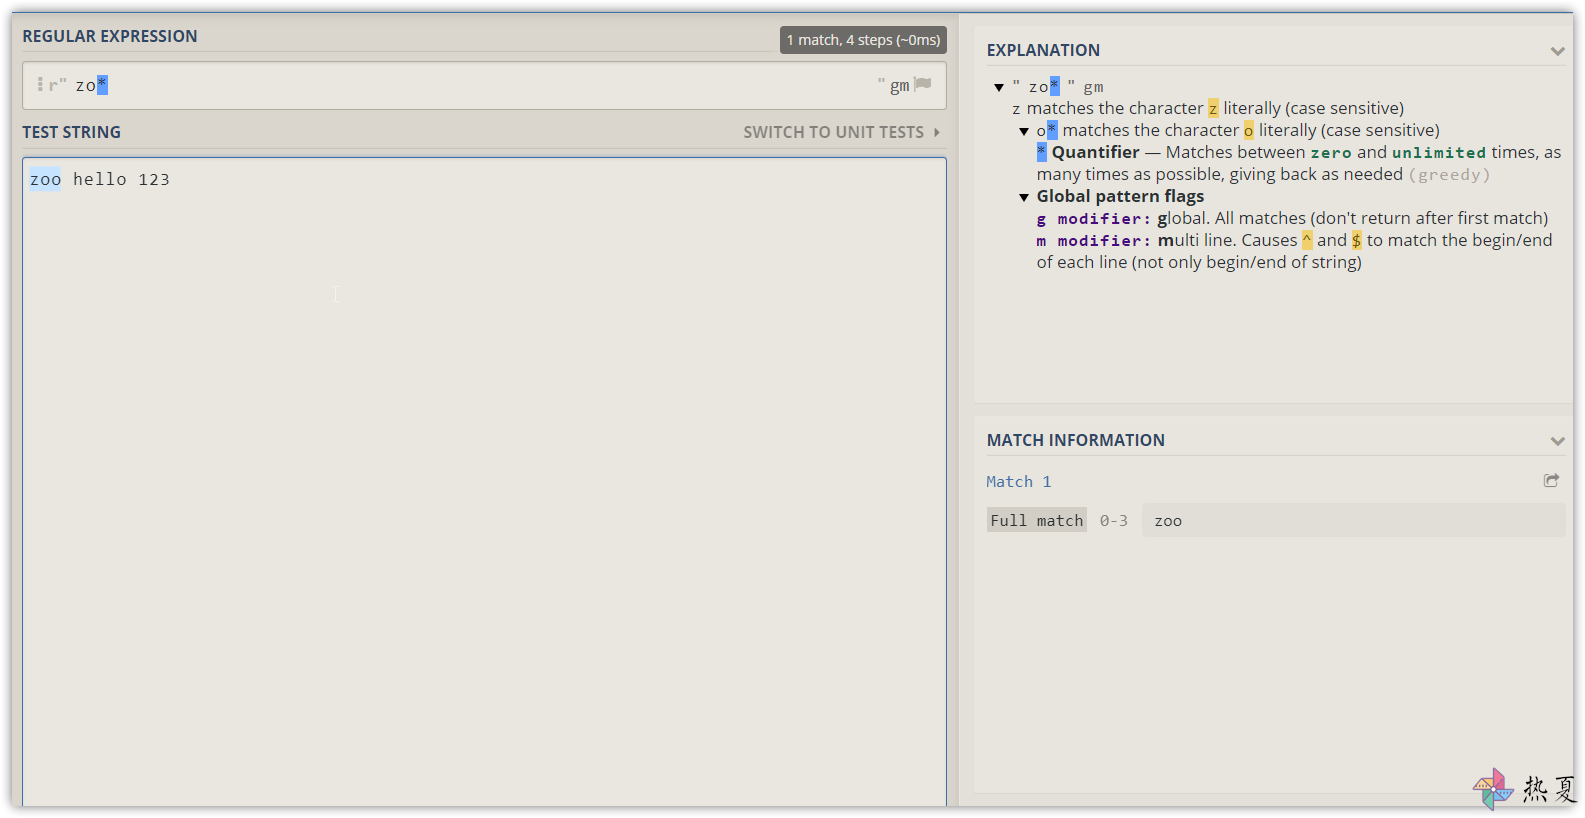 REGULAR EXPRESSION
1 match, 4 steps (~0ms)
r" zo* " gm
TEST STRING
SWITCH TO UNIT TESTS
zoo hello 123
EXPLANATION
" zo* " gm
z matches the character z literally (case sensitive)
o* matches the character o literally (case sensitive)
* Quantifier — Matches between zero and unlimited times, as
many times as possible, giving back as needed (greedy)
Global pattern flags
g modifier: global. All matches (don't return after first match)
m modifier: multi line. Causes ^ and $ to match the begin/end
of each line (not only begin/end of string)
MATCH INFORMATION
Match 1
Full match 0-3 zoo
热夏